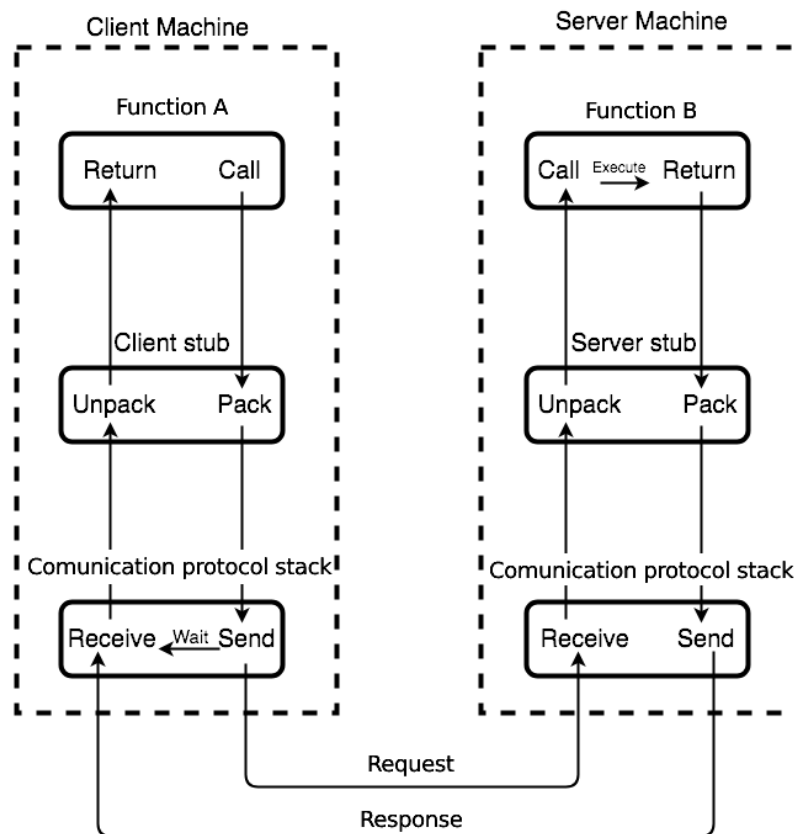 Client Machine
Server Machine
Function A
Function B
Return Call
Call Execute Return
Client stub
Server stub
Unpack Pack
Unpack Pack
Comunication protocol stack
Comunication protocol stack
Receive Wait Send
Receive Send
Request
Response